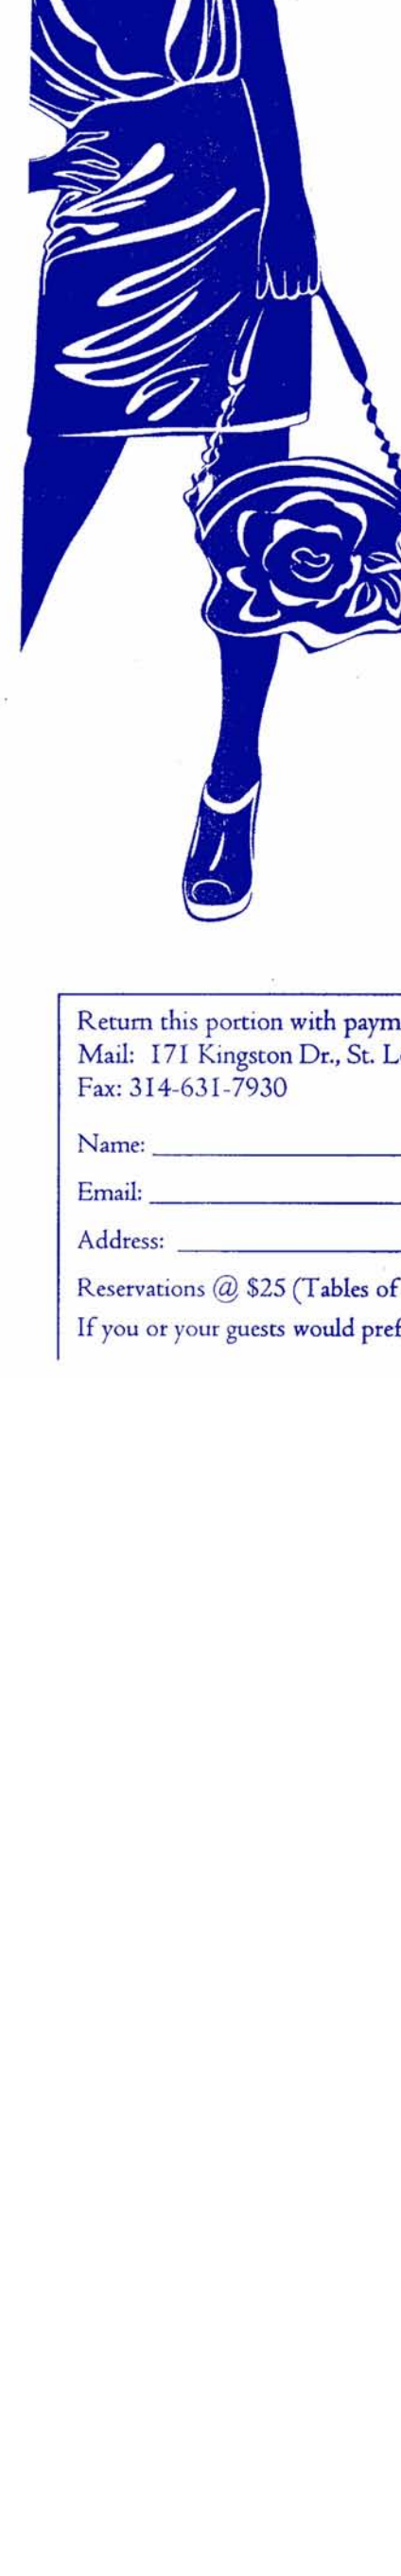 Return this portion with paym
Mail: 171 Kingston Dr., St. L
Fax: 314-631-7930
Name:
Email:
Address:
Reservations @ $25 (Tables of
If you or your guests would pref